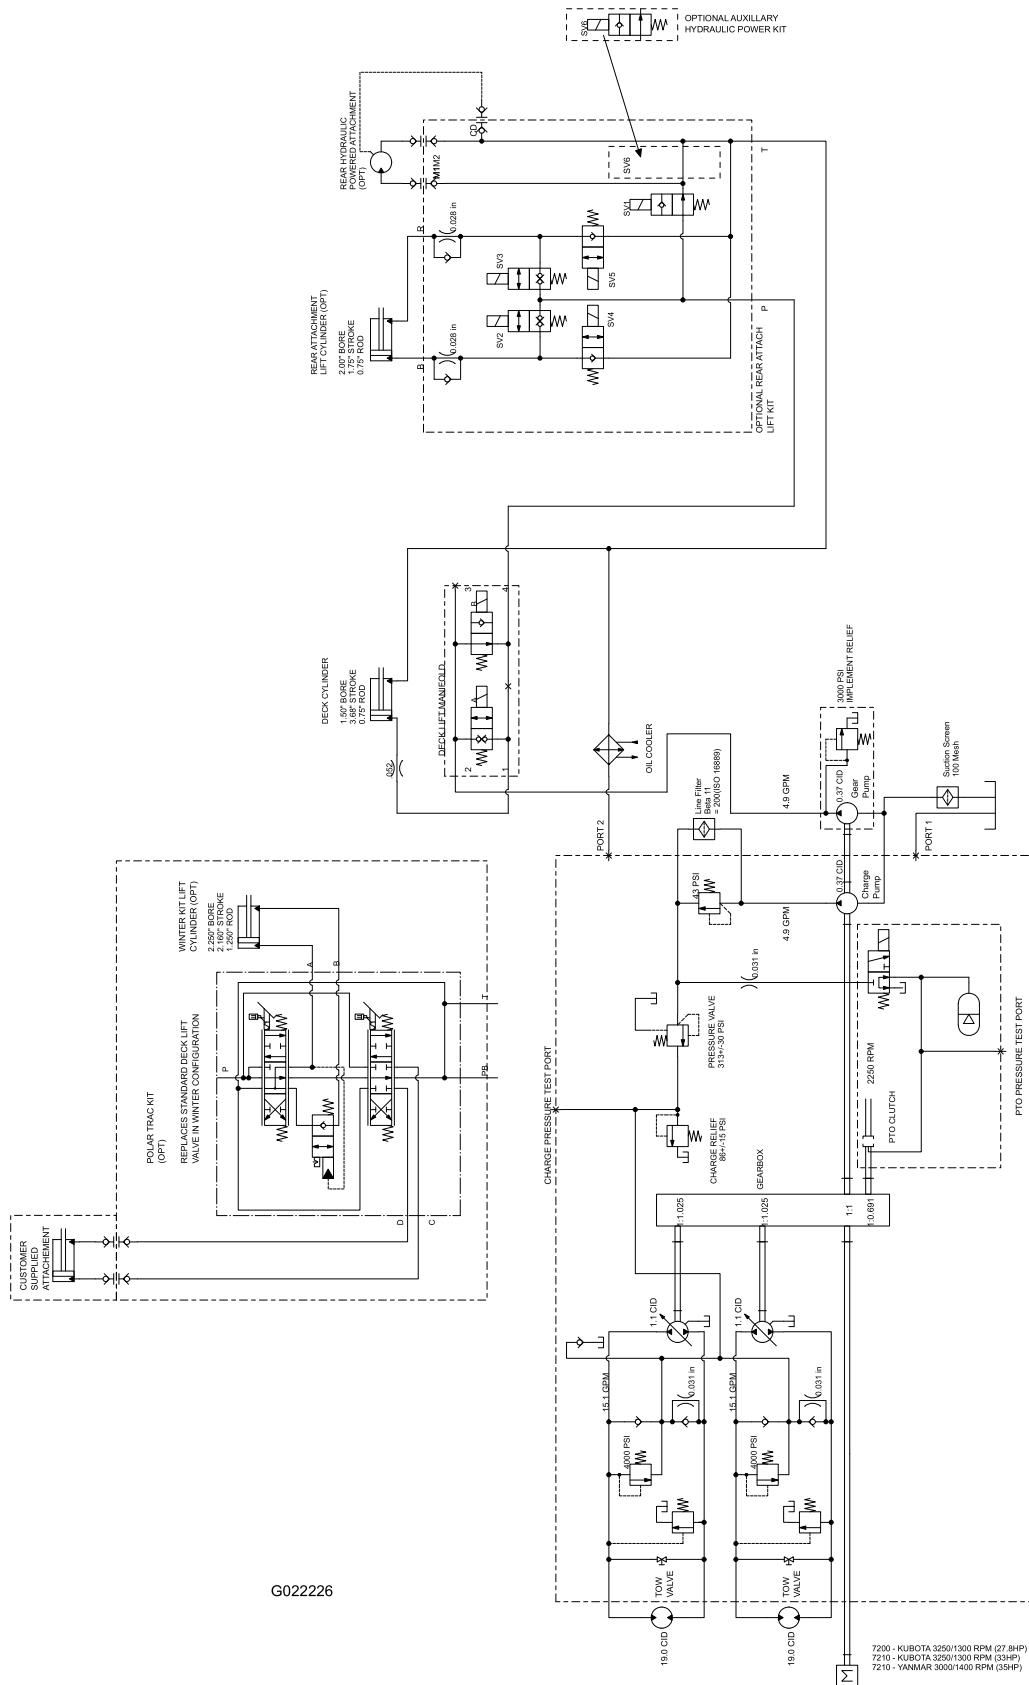 SV6
OPTIONAL AUXILLARY
HYDRAULIC POWER KIT
REAR HYDRAULIC
POWERED ATTACHMENT
(OPT)
CD
M1M2
SV6
T
SV1
R
0.028 in
SV3
SV5
REAR ATTACHMENT
LIFT CYLINDER (OPT)
2.00" BORE
1.75" STROKE
0.75" ROD
P
SV2
SV4
B
0.028 in
OPTIONAL REAR ATTACH
LIFT KIT
DECK CYLINDER
1.50" BORE
3.68" STROKE
0.75" ROD
.052
DECK LIFT MANIFOLD
3
4
B
A
2
1
OIL COOLER
3000 PSI
IMPLEMENT RELIEF
0.37 CID
Gear
Pump
4.9 GPM
Suction Screen
100 Mesh
Line Filter
Beta 11
= 200(ISO 16889)
PORT 2
PORT 1
WINTER KIT LIFT
CYLINDER (OPT)
2.250" BORE
2.160" STROKE
1.250" ROD
A
B
POLAR TRAC KIT
(OPT)
REPLACES STANDARD DECK LIFT
VALVE IN WINTER CONFIGURATION
P
T
PB
D
C
CUSTOMER
SUPPLIED
ATTACHEMENT
43 PSI
4.9 GPM
0.37 CID
Charge
Pump
0.031 in
PRESSURE VALVE
313+/-30 PSI
CHARGE PRESSURE TEST PORT
2250 RPM
PTO CLUTCH
PTO PRESSURE TEST PORT
CHARGE RELIEF
86+/-15 PSI
GEARBOX
1:1.025
1:1.025
1:1
1:0.691
1.1 CID
1.1 CID
15.1 GPM
15.1 GPM
0.031 in
0.031 in
4000 PSI
4000 PSI
TOW
VALVE
TOW
VALVE
19.0 CID
19.0 CID
M
G022226
7200 - KUBOTA 3250/1300 RPM (27.8HP)
7210 - KUBOTA 3250/1300 RPM (33HP)
7210 - YANMAR 3000/1400 RPM (35HP)